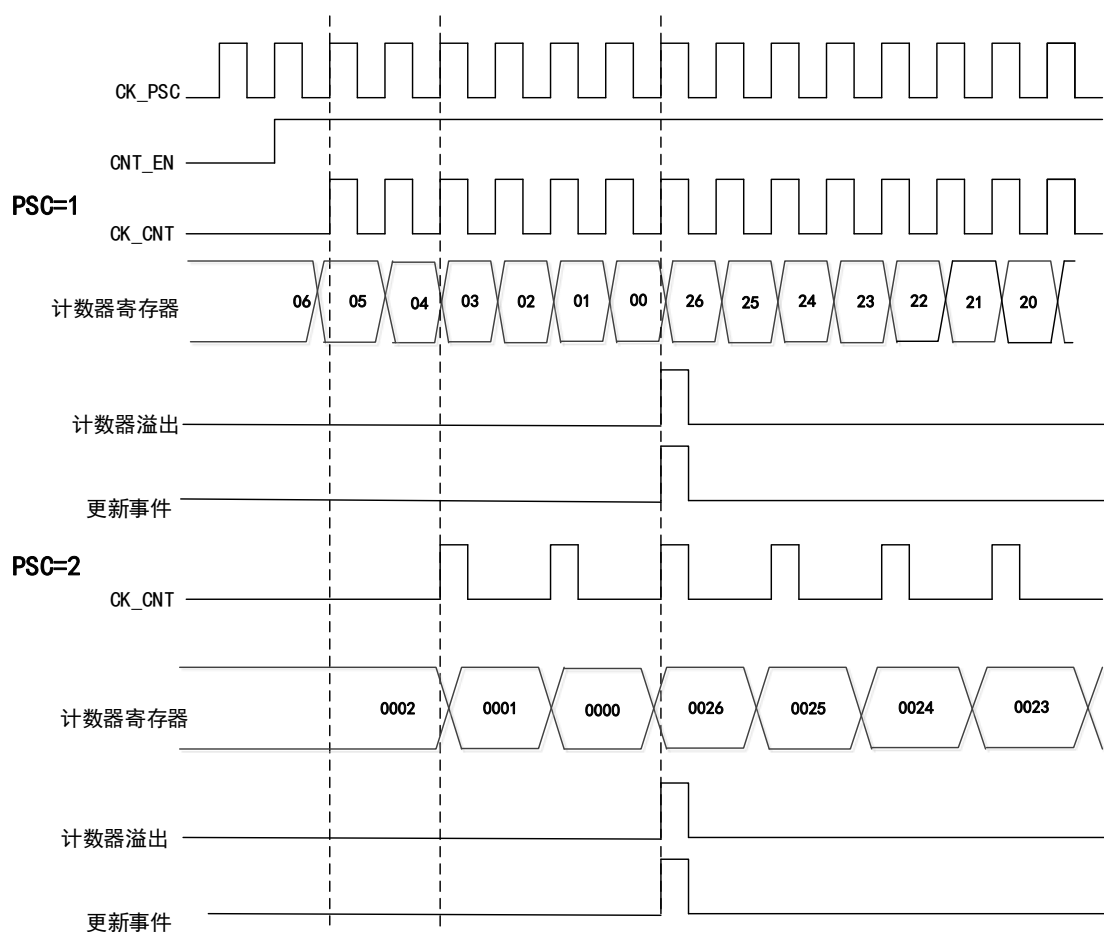 CK_PSC
CNT_EN
PSC=1
CK_CNT
计数器寄存器 06 05 04 03 02 01 00 26 25 24 23 22 21 20
计数器溢出
更新事件
PSC=2
CK_CNT
计数器寄存器 0002 0001 0000 0026 0025 0024 0023
计数器溢出
更新事件